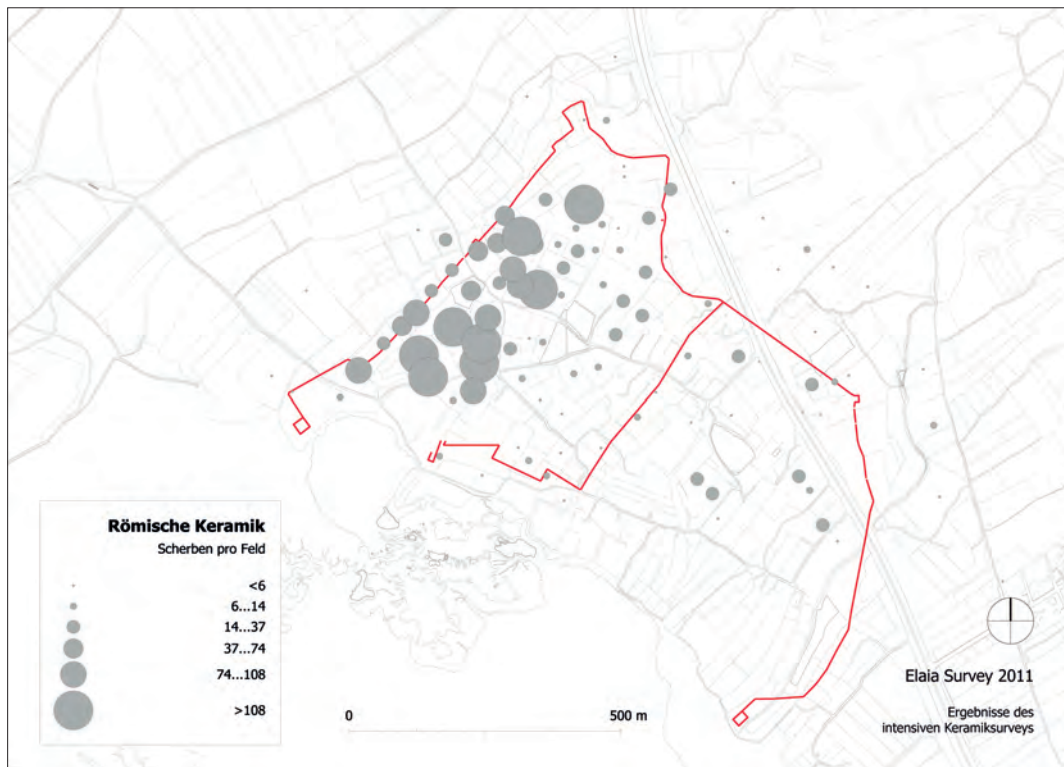 Römische Keramik
Scherben pro Feld
<6
6...14
14...37
37...74
74...108
>108
0 500 m
Elaia Survey 2011
Ergebnisse des
intensiven Keramiksurveys